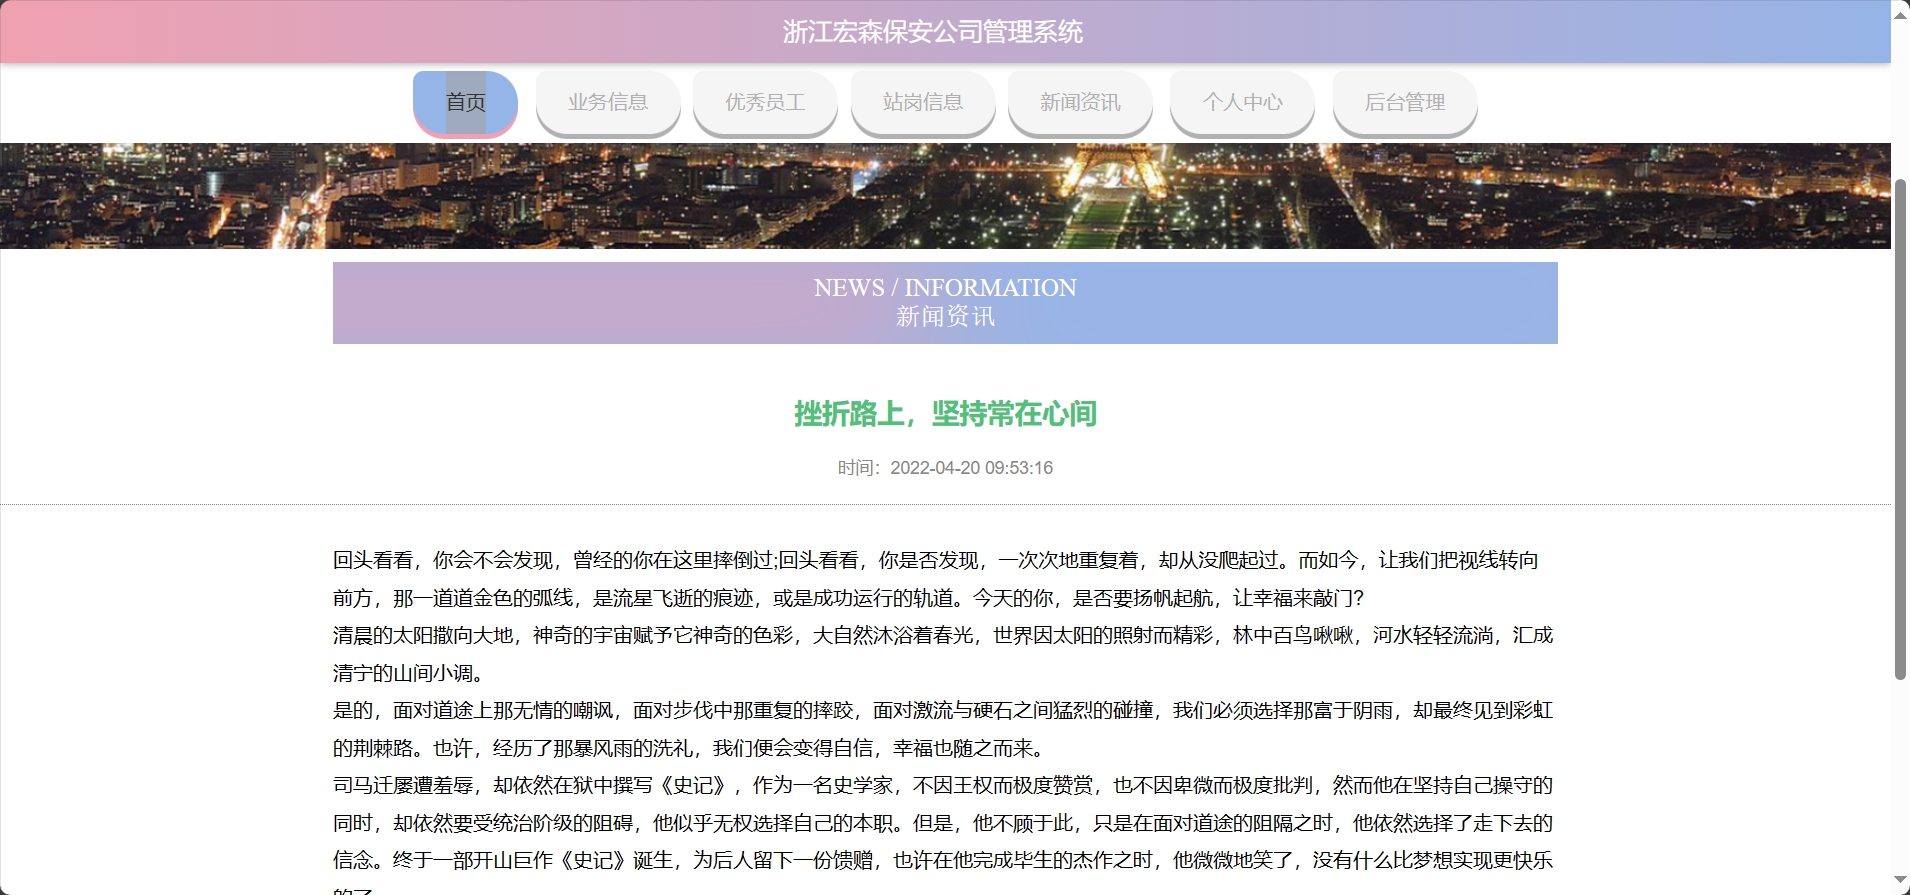 浙江宏森保安公司管理系统
首页 业务信息 优秀员工 站岗信息 新闻资讯 个人中心 后台管理
NEWS / INFORMATION
新闻资讯
挫折路上，坚持常在心间
时间：2022-04-20 09:53:16
回头看看，你会不会发现，曾经的你在这里摔倒过;回头看看，你是否发现，一次次地重复着，却从没爬起过。而如今，让我们把视线转向
前方，那一道道金色的弧线，是流星飞逝的痕迹，或是成功运行的轨道。今天的你，是否要扬帆起航，让幸福来敲门?
清晨的太阳撒向大地，神奇的宇宙赋予它神奇的色彩，大自然沐浴着春光，世界因太阳的照射而精彩，林中百鸟啾啾，河水轻轻流淌，汇成
清宁的山间小调。
是的，面对道途上那无情的嘲讽，面对步伐中那重复的摔跤，面对激流与硬石之间猛烈的碰撞，我们必须选择那富于阴雨，却最终见到彩虹
的荆棘路。也许，经历了那暴风雨的洗礼，我们便会变得自信，幸福也随之而来。
司马迁屡遭羞辱，却依然在狱中撰写《史记》，作为一名史学家，不因王权而极度赞赏，也不因卑微而极度批判，然而他在坚持自己操守的
同时，却依然要受统治阶级的阻碍，他似乎无权选择自己的本职。但是，他不顾于此，只是在面对道途的阻隔之时，他依然选择了走下去的
信念。终于一部开山巨作《史记》诞生，为后人留下一份馈赠，也许在他完成毕生的杰作之时，他微微地笑了，没有什么比梦想实现更快乐